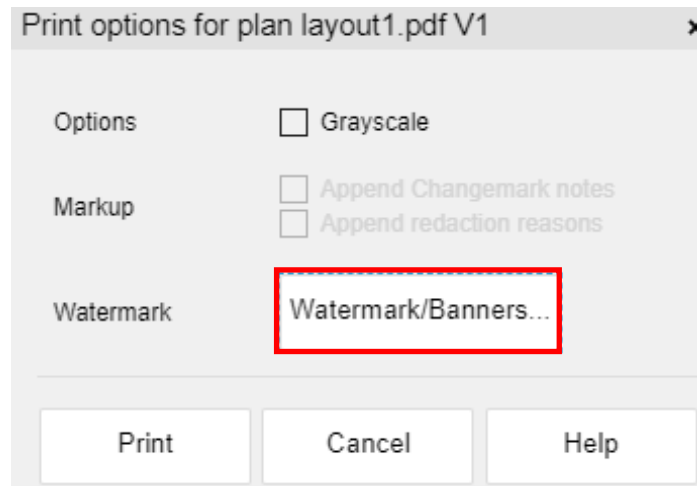 Print options for plan layout1.pdf V1 ×
Options Grayscale
Append Changemark notes
Markup
Append redaction reasons
Watermark Watermark/Banners...
Print Cancel Help